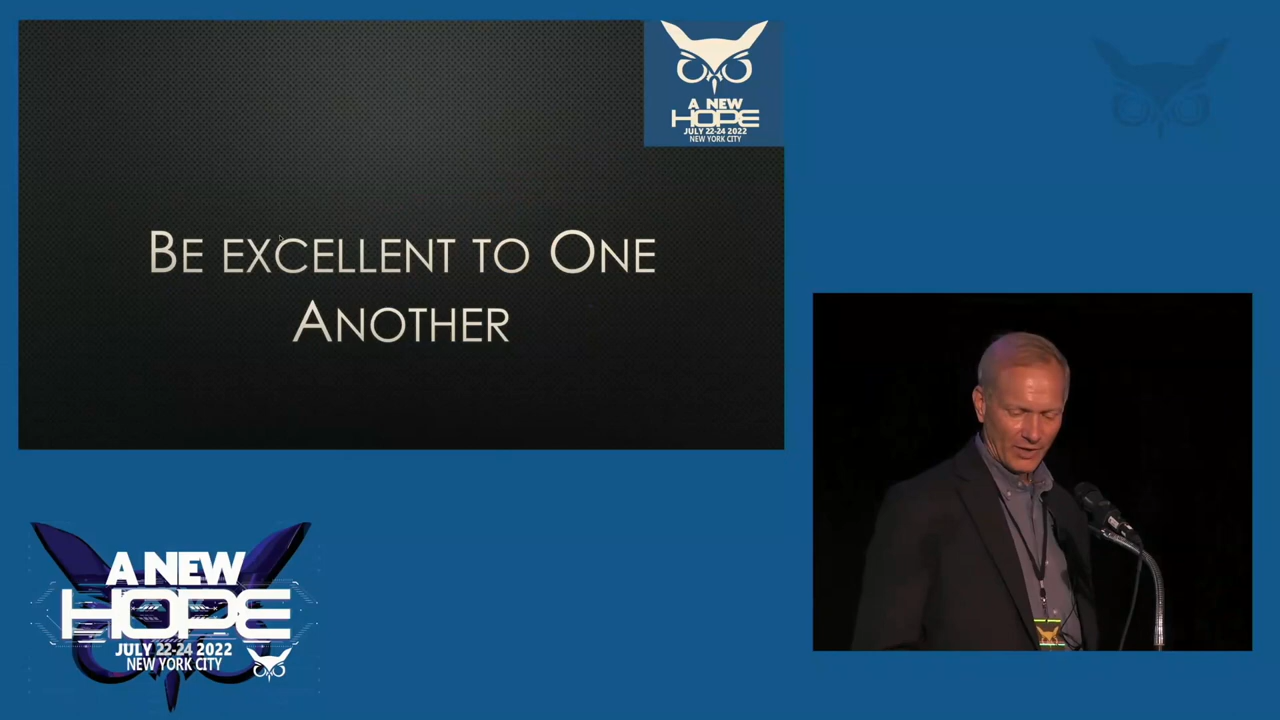 A NEW
HOPE
JULY 22-24 2022
NEW YORK CITY
BE EXCELLENT TO ONE
ANOTHER
A NEW
HOPE
JULY 22-24 2022
NEW YORK CITY